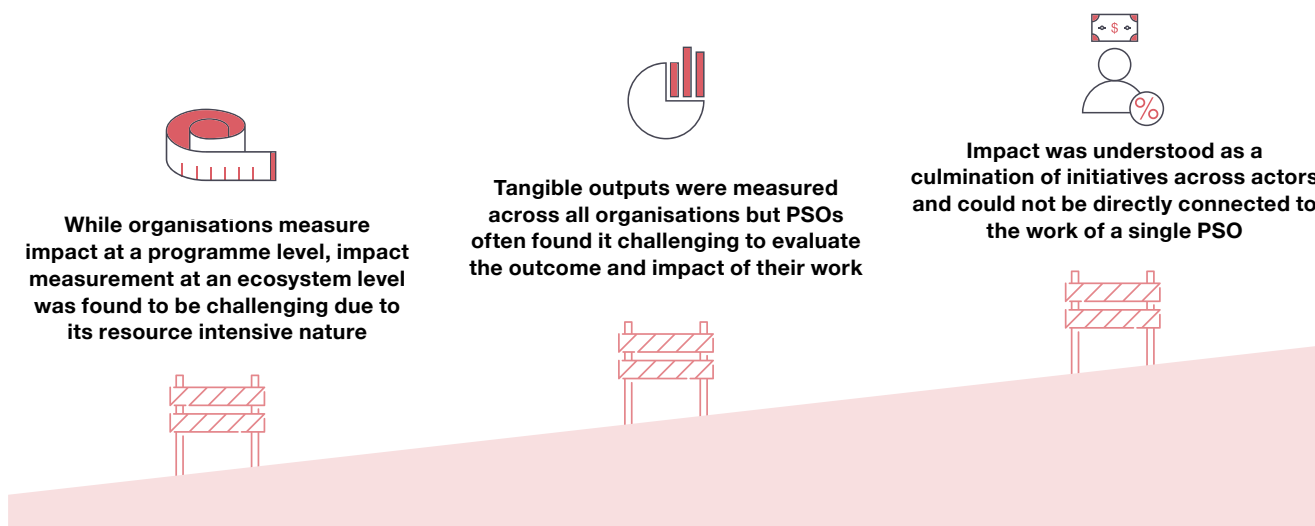 While organisations measure
impact at a programme level, impact
measurement at an ecosystem level
was found to be challenging due to
its resource intensive nature
Tangible outputs were measured
across all organisations but PSOs
often found it challenging to evaluate
the outcome and impact of their work
$
%
Impact was understood as a
culmination of initiatives across actors
and could not be directly connected to
the work of a single PSO